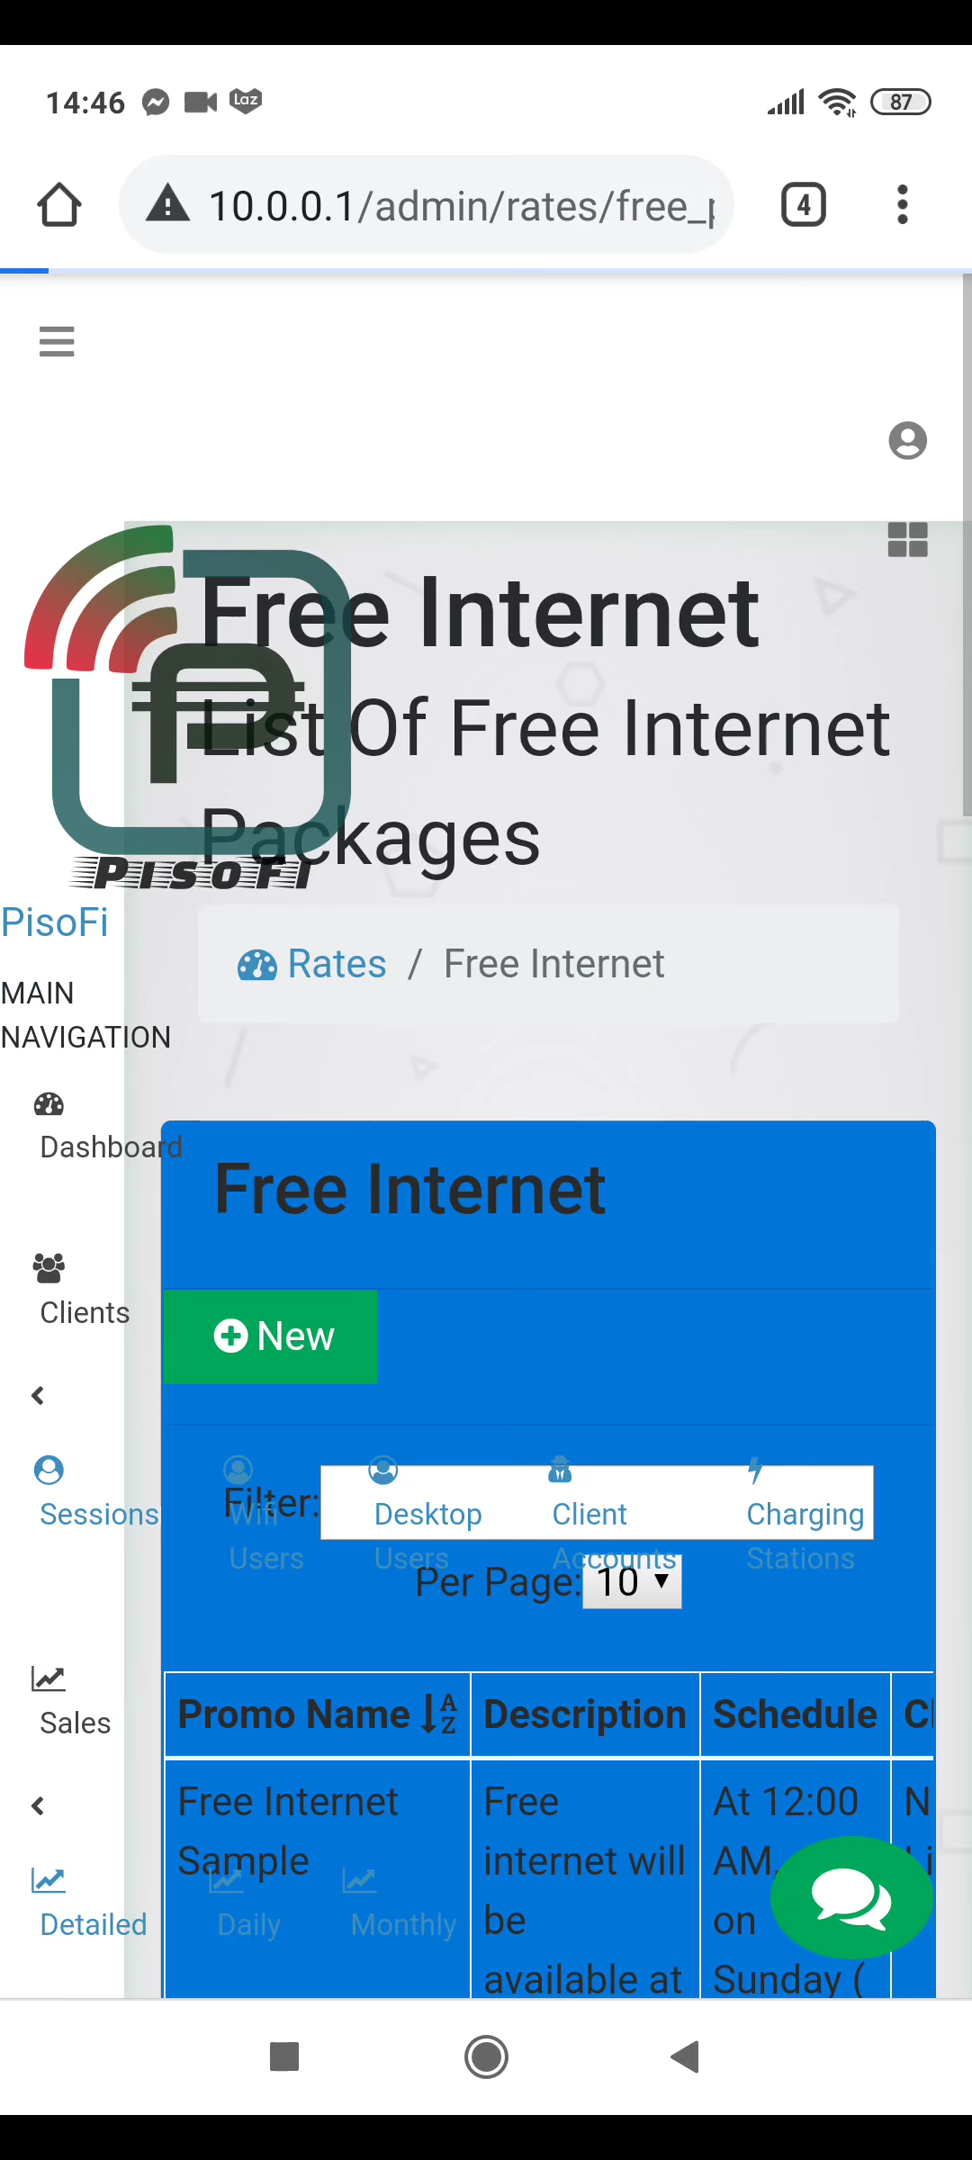 14:46
Laz
87
10.0.0.1/admin/rates/free_p
4
Free Internet
List Of Free Internet
Packages
PISOFI
PisoFi
Rates / Free Internet
MAIN
NAVIGATION
Dashboard
Free Internet
Clients
New
Sessions
Filter:
Wifi
Users
Desktop
Users
Client
Accounts
Charging
Stations
Per Page: 10
Sales
Promo Name
Description
Schedule
Free Internet
Sample
Free
internet will
be
available at
At 12:00
AM,
on
Sunday (
N
Li
Detailed
Daily
Monthly